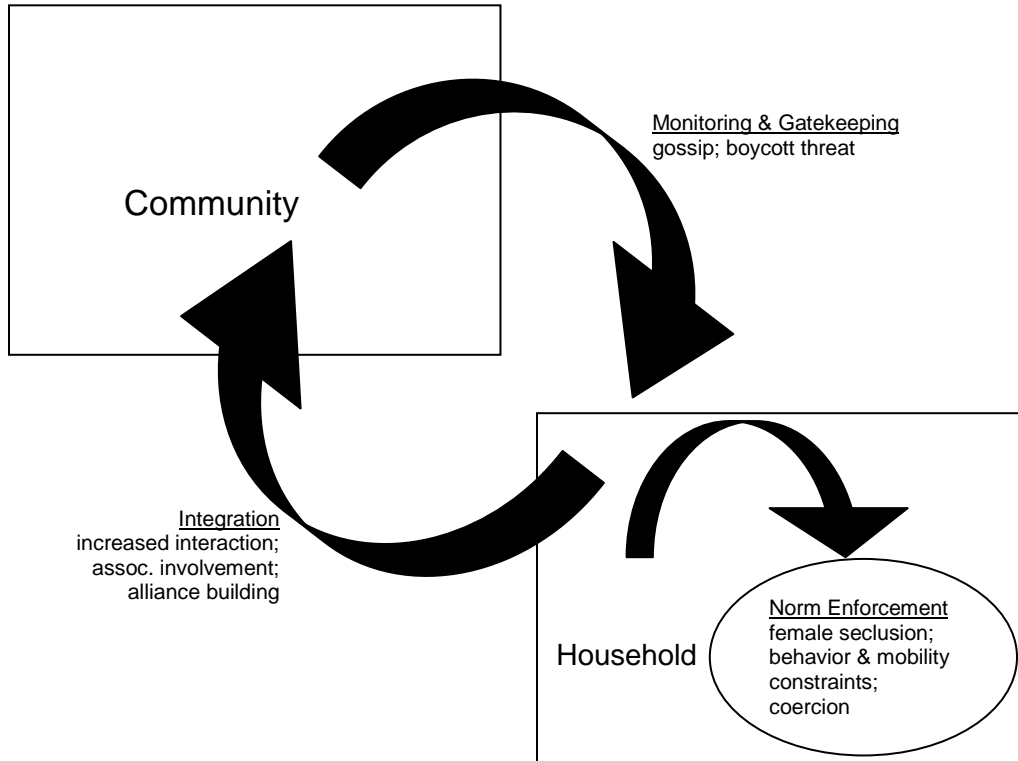 Monitoring & Gatekeeping
gossip; boycott threat
Community
Integration
increased interaction;
assoc. involvement;
alliance building
Household
Norm Enforcement
female seclusion;
behavior & mobility
constraints;
coercion